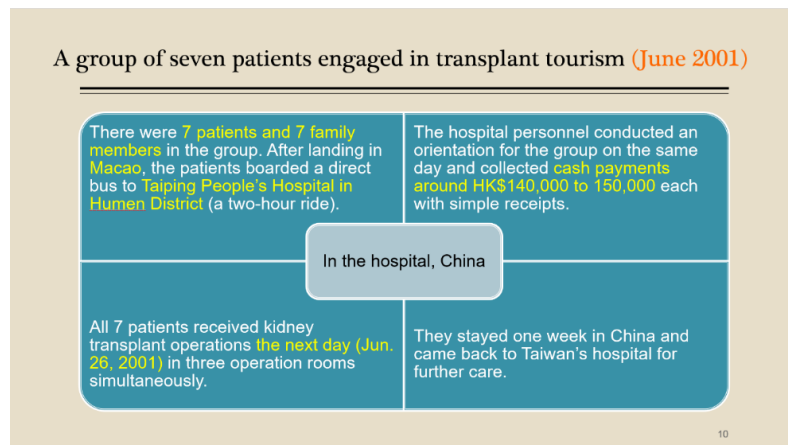 A group of seven patients engaged in transplant tourism (June 2001)
There were 7 patients and 7 family
members in the group. After landing in
Macao, the patients boarded a direct
bus to Taiping People’s Hospital in
Humen District (a two-hour ride).
The hospital personnel conducted an
orientation for the group on the same
day and collected cash payments
around HK$140,000 to 150,000 each
with simple receipts.
In the hospital, China
All 7 patients received kidney
transplant operations the next day (Jun.
26, 2001) in three operation rooms
simultaneously.
They stayed one week in China and
came back to Taiwan’s hospital for
further care.
10